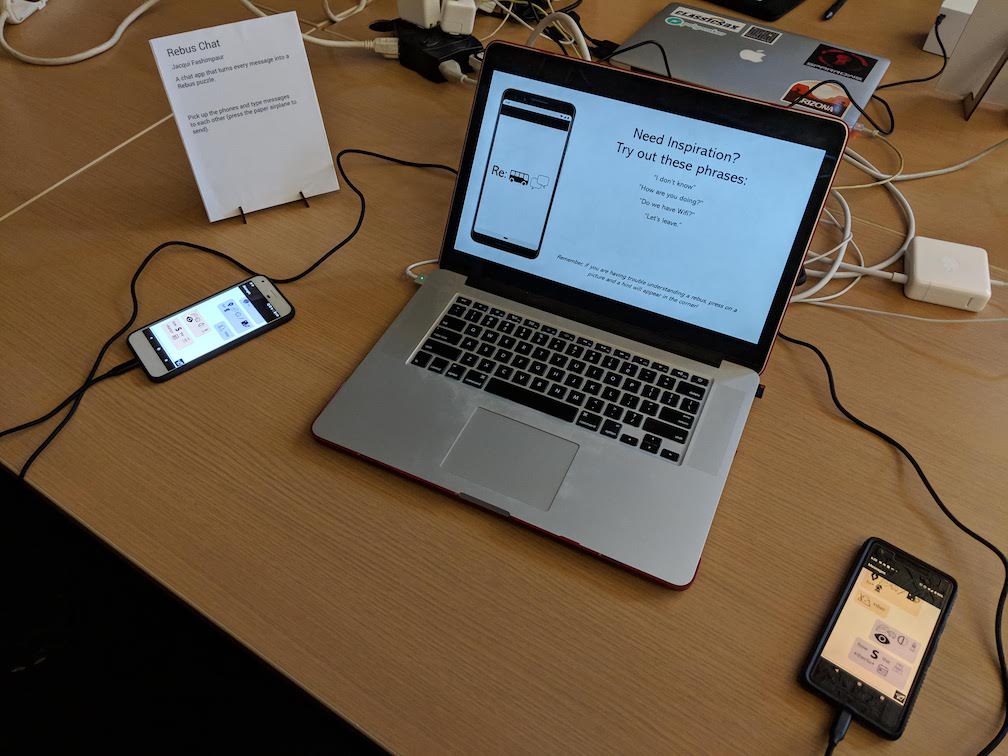 Rebus Chat
Jacqui Fashimpaur
A chat app that turns every message into a
Rebus puzzle.
Pick up the phones and type messages
to each other (press the paper airplane to
send).
Need Inspiration?
Try out these phrases:
"I don't know"
"How are you doing?"
"Do we have Wifi?"
"Let's leave."
Re:
Remember, if you are having trouble understanding a rebus, press on a
picture and a hint will appear in the corner!
CLASSCRAX
ARIZONA
S
D
S the